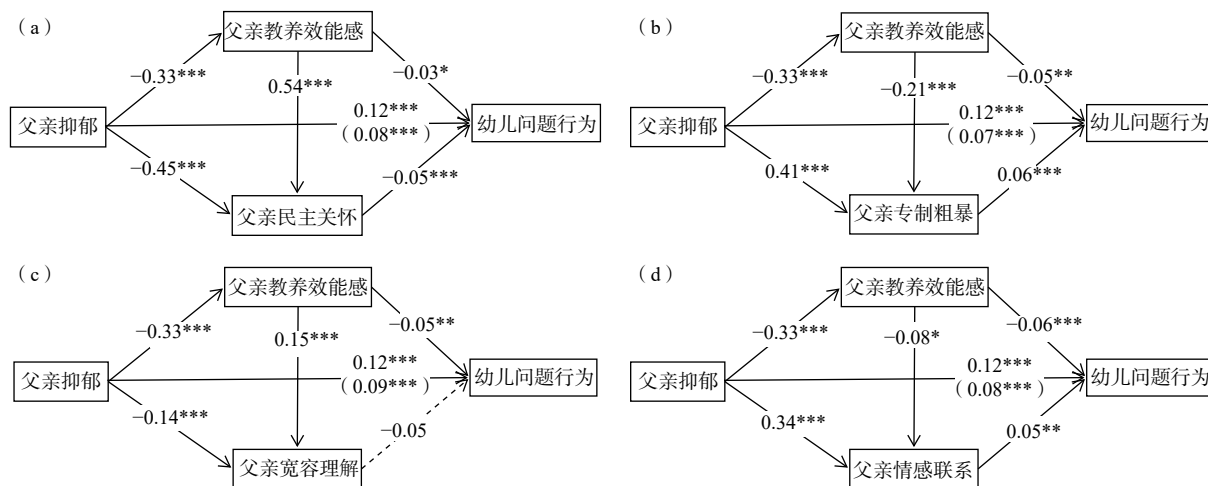 （a）
父亲教养效能感
−0.33***
0.54***
−0.03*
父亲抑郁
0.12***
（0.08***）
幼儿问题行为
−0.45***
−0.05***
父亲民主关怀
（b）
父亲教养效能感
−0.33***
−0.21***
−0.05**
父亲抑郁
0.12***
（0.07***）
幼儿问题行为
0.41***
0.06***
父亲专制粗暴
（c）
父亲教养效能感
−0.33***
0.15***
−0.05**
父亲抑郁
0.12***
（0.09***）
幼儿问题行为
−0.14***
−0.05
父亲宽容理解
（d）
父亲教养效能感
−0.33***
−0.08*
−0.06***
父亲抑郁
0.12***
（0.08***）
幼儿问题行为
0.34***
0.05**
父亲情感联系